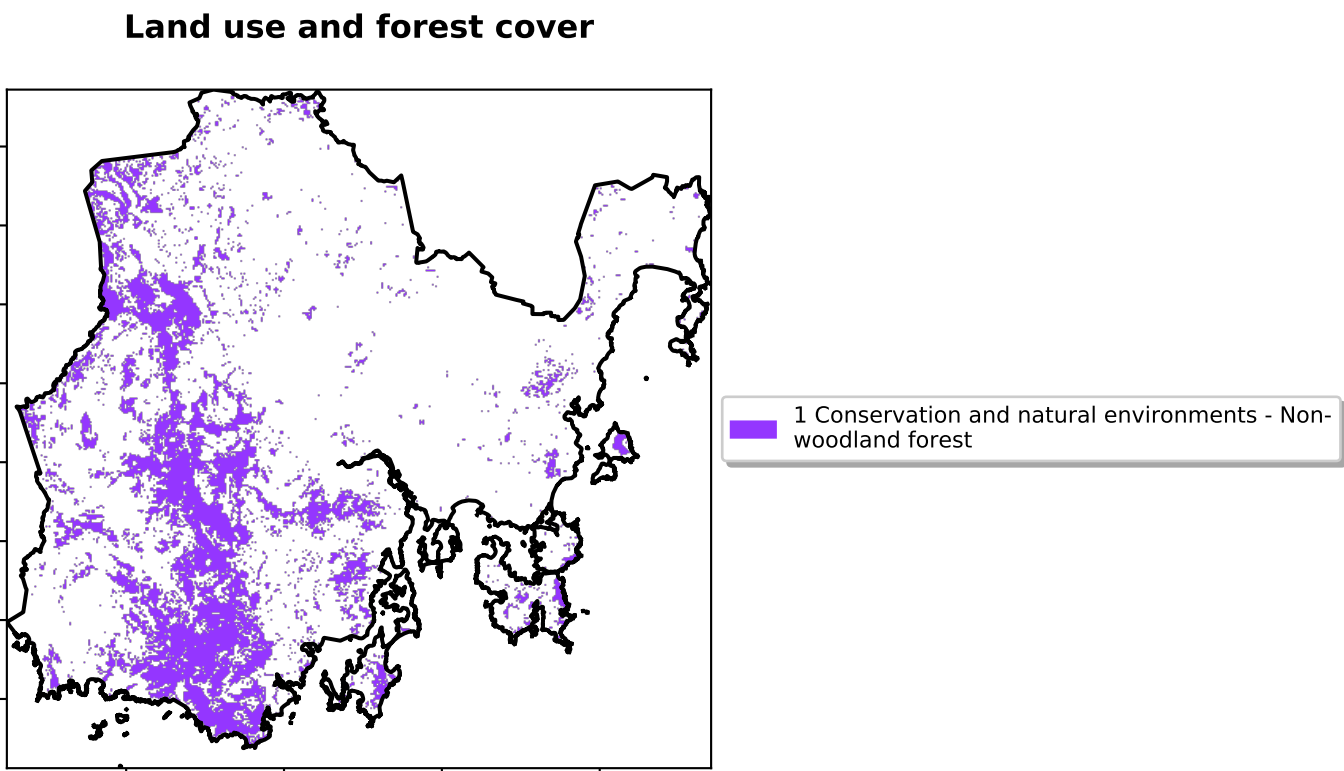 Land use and forest cover
1 Conservation and natural environments - Non-
woodland forest